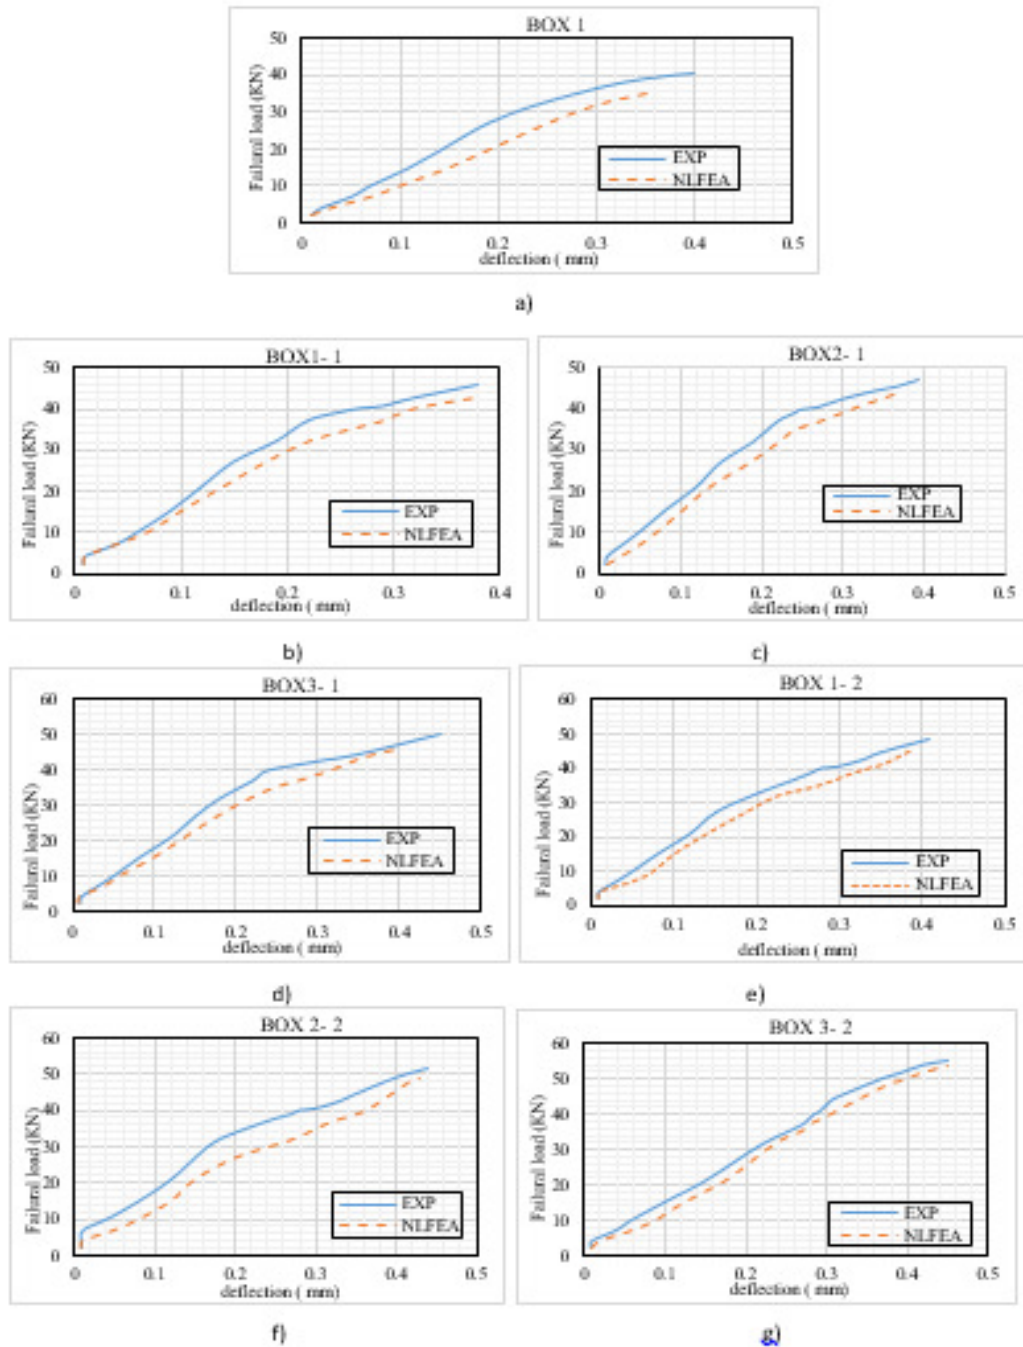 BOX 1
50
40
30
20
10
0
Failural load (KN)
EXP
NLFEA
0 0.1 0.2 0.3 0.4 0.5
deflection ( mm)
a)
BOX1- 1
50
40
30
20
10
0
Failural load (KN)
EXP
NLFEA
0 0.1 0.2 0.3 0.4
deflection ( mm)
b)
BOX2- 1
50
40
30
20
10
0
Failural load (KN)
EXP
NLFEA
0 0.1 0.2 0.3 0.4 0.5
deflection ( mm)
c)
BOX3- 1
60
50
40
30
20
10
0
Failural load (KN)
EXP
NLFEA
0 0.1 0.2 0.3 0.4 0.5
deflection ( mm)
d)
BOX 1- 2
60
50
40
30
20
10
0
Failural load (KN)
EXP
NLFEA
0 0.1 0.2 0.3 0.4 0.5
deflection ( mm)
e)
BOX 2- 2
60
50
40
30
20
10
0
Failural load (KN)
EXP
NLFEA
0 0.1 0.2 0.3 0.4 0.5
deflection ( mm)
f)
BOX 3- 2
60
50
40
30
20
10
0
Failural load (KN)
EXP
NLFEA
0 0.1 0.2 0.3 0.4 0.5
deflection ( mm)
g)